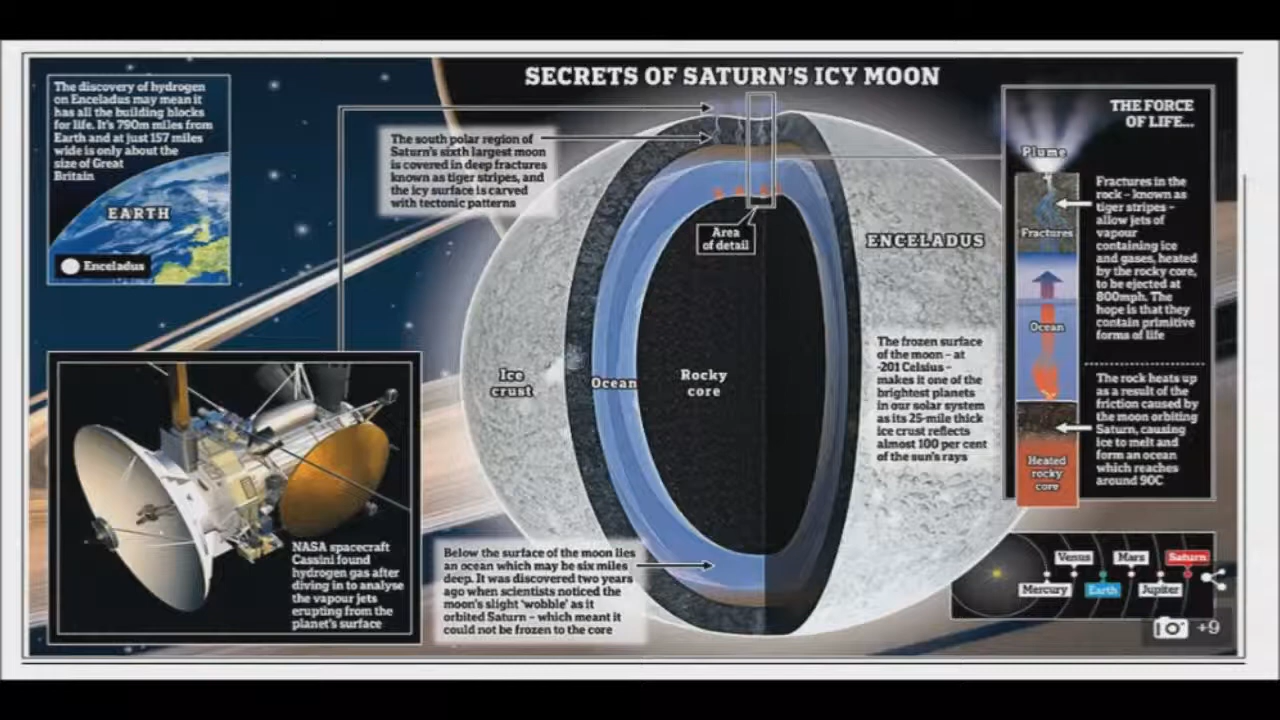 SECRETS OF SATURN'S ICY MOON
The discovery of hydrogen
on Enceladus may mean it
has all the building blocks
for life. It's 790m miles from
Earth and at just 157 miles
wide is only about the
size of Great
Britain
EARTH
Enceladus
The south polar region of
Saturn's sixth largest moon
is covered in deep fractures
known as tiger stripes, and
the icy surface is carved
with tectonic patterns
Area
of detail
ENCELADUS
Ice
crust
Ocean
Rocky
core
The frozen surface
of the moon – at
-201 Celsius –
makes it one of the
brightest planets
in our solar system
as its 25-mile thick
ice crust reflects
almost 100 per cent
of the sun's rays
NASA spacecraft
Cassini found
hydrogen gas after
diving in to analyse
the vapour jets
erupting from the
planet's surface
Below the surface of the moon lies
an ocean which may be six miles
deep. It was discovered two years
ago when scientists noticed the
moon's slight 'wobble' as it
orbited Saturn – which meant it
could not be frozen to the core
THE FORCE
OF LIFE...
Plume
Fractures
Ocean
Heated
rocky
core
Fractures in the
rock – known as
tiger stripes –
allow jets of
vapour
containing ice
and gases, heated
by the rocky core,
to be ejected at
800mph. The
hope is that they
contain primitive
forms of life
The rock heats up
as a result of the
friction caused by
the moon orbiting
Saturn, causing
ice to melt and
form an ocean
which reaches
around 90C
Venus Mars Saturn
Mercury Earth Jupiter
+9